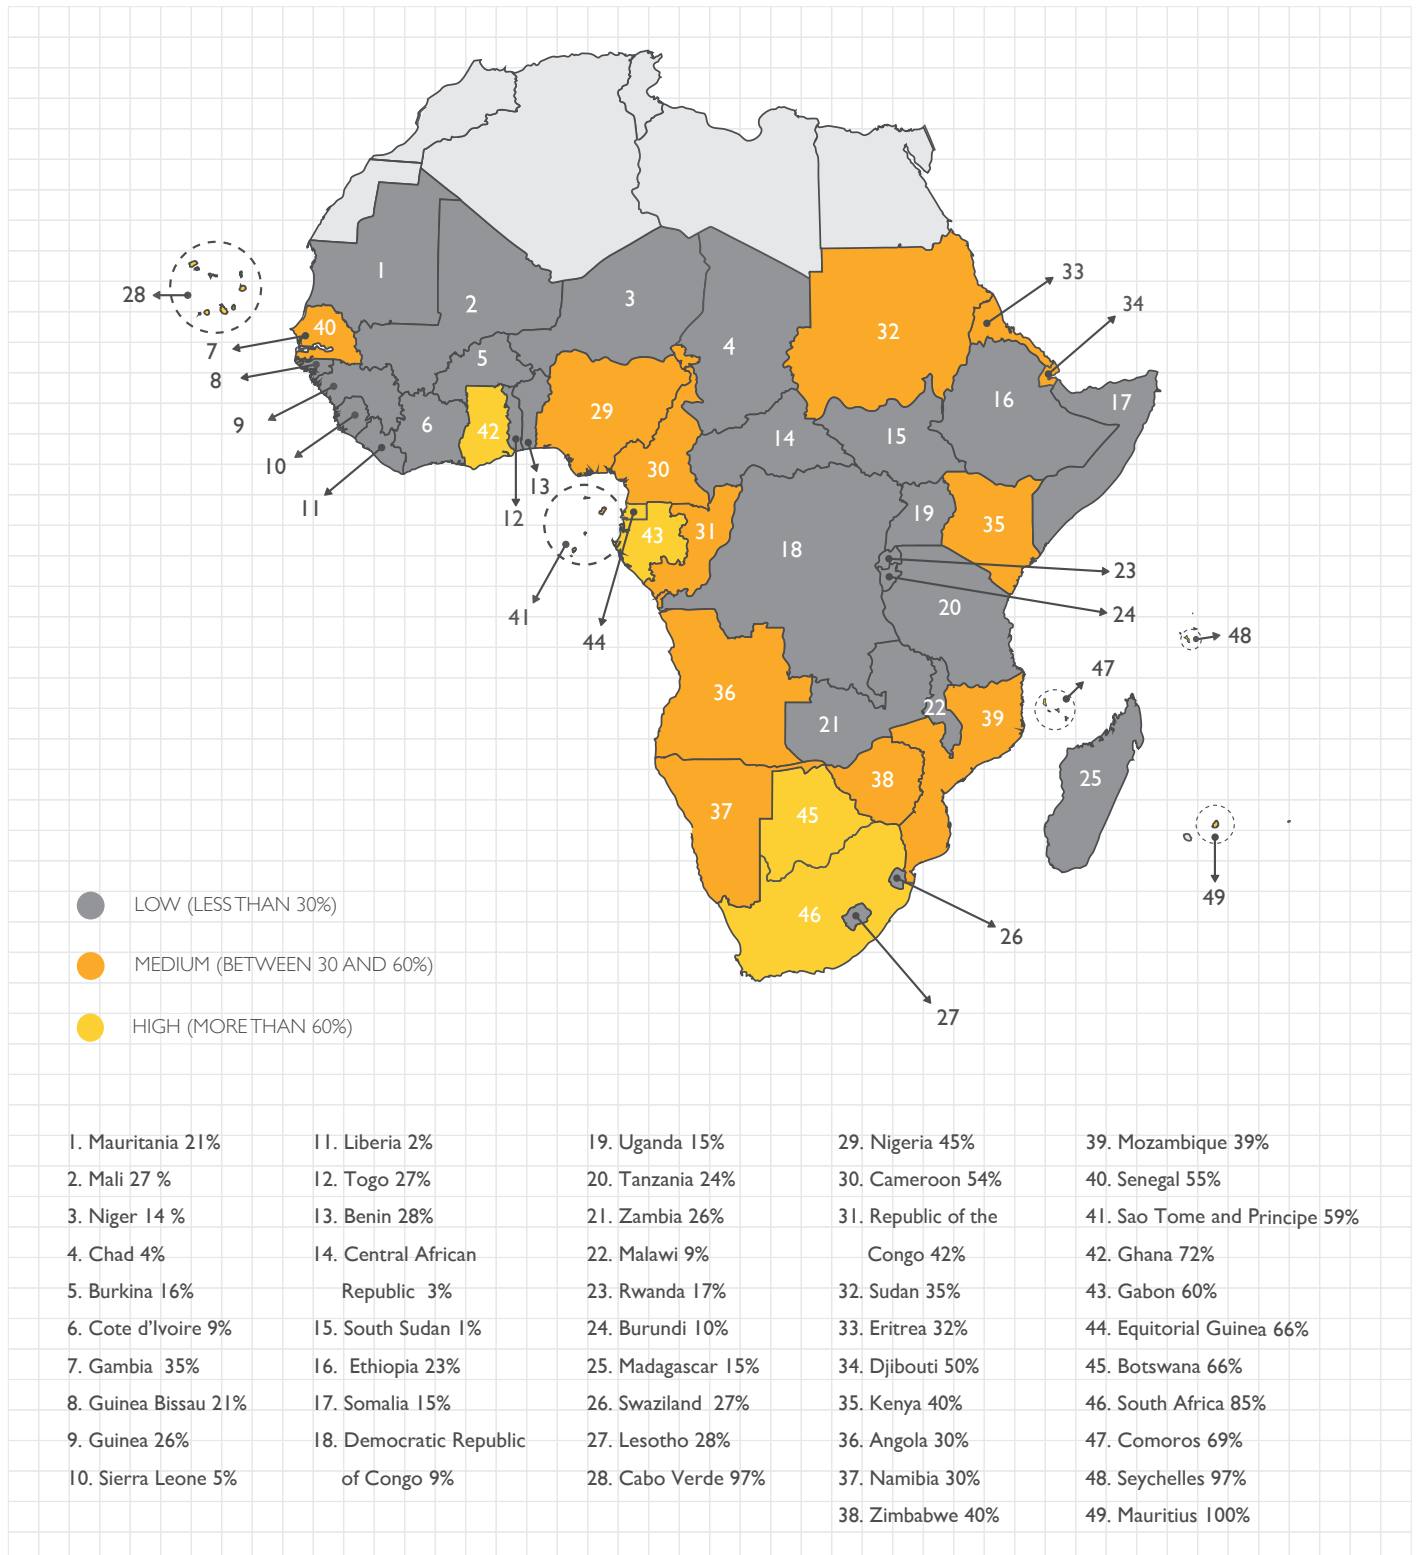 1
2
3
4
5
6
7
8
9
10
11
12
13
14
15
16
17
18
19
20
21
22
23
24
25
26
27
28
29
30
31
32
33
34
35
36
37
38
39
40
41
42
43
44
45
46
47
48
49
LOW (LESS THAN 30%)
MEDIUM (BETWEEN 30 AND 60%)
HIGH (MORE THAN 60%)
1. Mauritania 21%
2. Mali 27 %
3. Niger 14 %
4. Chad 4%
5. Burkina 16%
6. Cote d'Ivoire 9%
7. Gambia 35%
8. Guinea Bissau 21%
9. Guinea 26%
10. Sierra Leone 5%
11. Liberia 2%
12. Togo 27%
13. Benin 28%
14. Central African
Republic 3%
15. South Sudan 1%
16. Ethiopia 23%
17. Somalia 15%
18. Democratic Republic
of Congo 9%
19. Uganda 15%
20. Tanzania 24%
21. Zambia 26%
22. Malawi 9%
23. Rwanda 17%
24. Burundi 10%
25. Madagascar 15%
26. Swaziland 27%
27. Lesotho 28%
28. Cabo Verde 97%
29. Nigeria 45%
30. Cameroon 54%
31. Republic of the
Congo 42%
32. Sudan 35%
33. Eritrea 32%
34. Djibouti 50%
35. Kenya 40%
36. Angola 30%
37. Namibia 30%
38. Zimbabwe 40%
39. Mozambique 39%
40. Senegal 55%
41. Sao Tome and Principe 59%
42. Ghana 72%
43. Gabon 60%
44. Equitorial Guinea 66%
45. Botswana 66%
46. South Africa 85%
47. Comoros 69%
48. Seychelles 97%
49. Mauritius 100%